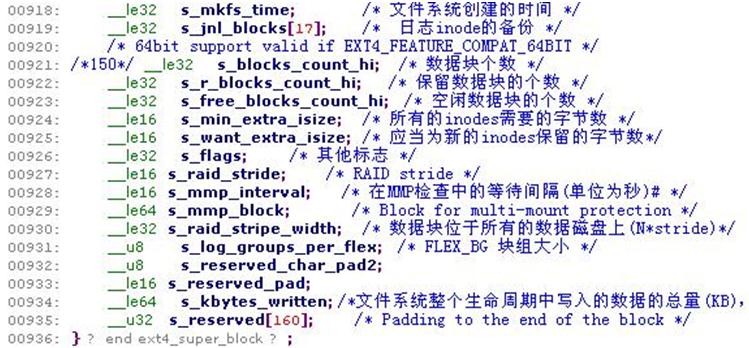 00918: __le32 s_mkfs_time; /* 文件系统创建的时间 */
00919: __le32 s_jnl_blocks[17]; /* 日志inode的备份 */
00920: /* 64bit support valid if EXT4_FEATURE_COMPAT_64BIT */
00921: /*150*/ __le32 s_blocks_count_hi; /* 数据块个数 */
00922: __le32 s_r_blocks_count_hi; /* 保留数据块的个数 */
00923: __le32 s_free_blocks_count_hi; /* 空闲数据块的个数 */
00924: __le16 s_min_extra_isize; /* 所有的inodes需要的字节数 */
00925: __le16 s_want_extra_isize; /* 应当为新的inodes保留的字节数*/
00926: __le32 s_flags; /* 其他标志 */
00927: __le16 s_raid_stride; /* RAID stride */
00928: __le16 s_mmp_interval; /* 在MMP检查中的等待间隔(单位为秒)# */
00929: __le64 s_mmp_block; /* Block for multi-mount protection */
00930: __le32 s_raid_stripe_width; /* 数据块位于所有的数据磁盘上(N*stride)*/
00931: __u8 s_log_groups_per_flex; /* FLEX_BG 块组大小 */
00932: __u8 s_reserved_char_pad2;
00933: __le16 s_reserved_pad;
00934: __le64 s_kbytes_written; /*文件系统整个生命周期中写入的数据的总量(KB),
00935: __u32 s_reserved[160]; /* Padding to the end of the block */
00936: } ? end ext4_super_block ? ;